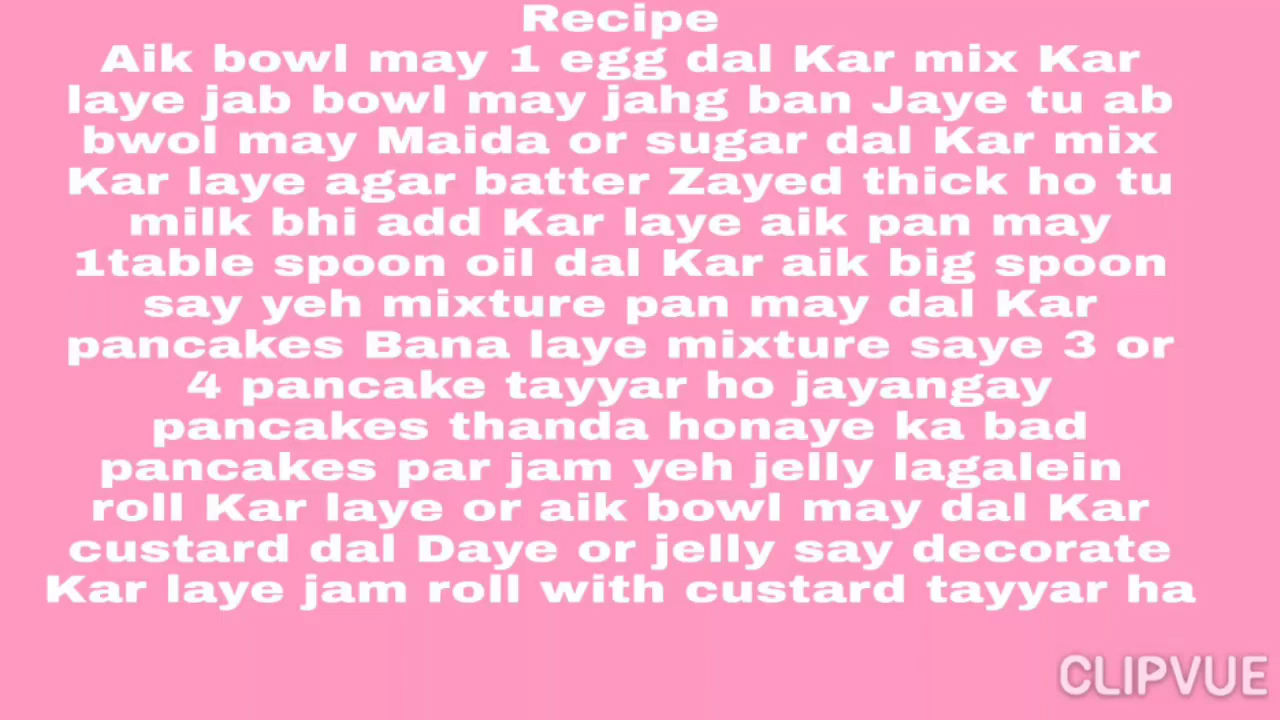 Recipe
Aik bowl may 1 egg dal Kar mix Kar
laye jab bowl may jahg ban Jaye tu ab
bwol may Maida or sugar dal Kar mix
Kar laye agar batter Zayed thick ho tu
milk bhi add Kar laye aik pan may
1table spoon oil dal Kar aik big spoon
say yeh mixture pan may dal Kar
pancakes Bana laye mixture saye 3 or
4 pancake tayyar ho jayangay
pancakes thanda honaye ka bad
pancakes par jam yeh jelly lagalein
roll Kar laye or aik bowl may dal Kar
custard dal Daye or jelly say decorate
Kar laye jam roll with custard tayyar ha
CLIPVUE